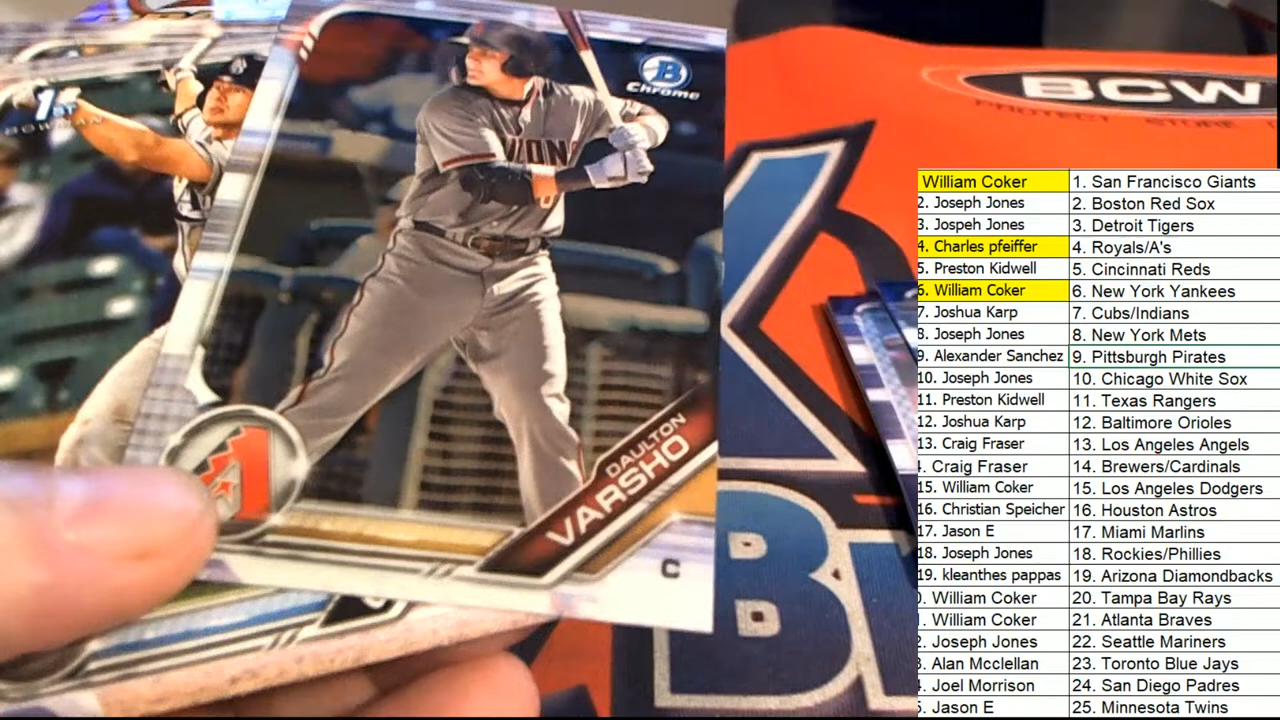 1ST
BOWMAN
B
Chrome
DAULTON
VARSHO
C
BCW
PROTECT STORE
William Coker 1. San Francisco Giants
2. Joseph Jones 2. Boston Red Sox
3. Jospeh Jones 3. Detroit Tigers
4. Charles pfeiffer 4. Royals/A's
5. Preston Kidwell 5. Cincinnati Reds
6. William Coker 6. New York Yankees
7. Joshua Karp 7. Cubs/Indians
8. Joseph Jones 8. New York Mets
9. Alexander Sanchez 9. Pittsburgh Pirates
10. Joseph Jones 10. Chicago White Sox
11. Preston Kidwell 11. Texas Rangers
12. Joshua Karp 12. Baltimore Orioles
13. Craig Fraser 13. Los Angeles Angels
4. Craig Fraser 14. Brewers/Cardinals
15. William Coker 15. Los Angeles Dodgers
16. Christian Speicher 16. Houston Astros
17. Jason E 17. Miami Marlins
18. Joseph Jones 18. Rockies/Phillies
19. kleanthes pappas 19. Arizona Diamondbacks
William Coker 20. Tampa Bay Rays
William Coker 21. Atlanta Braves
Joseph Jones 22. Seattle Mariners
Alan Mcclellan 23. Toronto Blue Jays
Joel Morrison 24. San Diego Padres
Jason E 25. Minnesota Twins